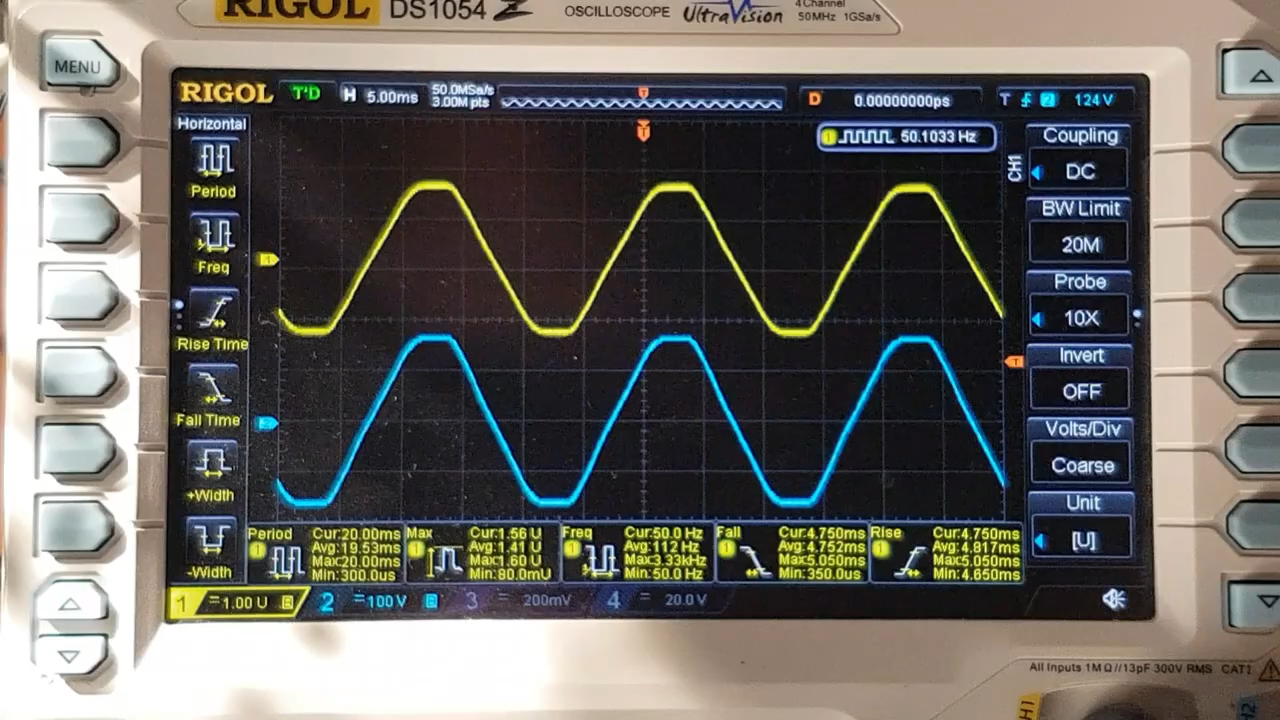 RIGOL DS1054 Z OSCILLOSCOPE UltraVision 4 Channel
50MHz 1GSa/s
MENU
RIGOL T'D H 5.00ms 50.0MSa/s
3.00M pts
D 0.00000000ps T 2 124V
Horizontal
1 50.1033 Hz
Coupling
DC
CH1
Period
BW Limit
20M
Freq
Probe
10X
Rise Time
Invert
OFF
Fall Time
Volts/Div
Coarse
+Width
Unit
[U]
-Width
Period
Cur:20.00ms
Avg:19.53ms
Max:20.00ms
Min:300.0us
Max
Cur:1.56 U
Avg:1.41 U
Max:1.60 U
Min:80.0mU
Freq
Cur:50.0 Hz
Avg:112 Hz
Max:3.33kHz
Min:50.0 Hz
Fall
Cur:4.750ms
Avg:4.752ms
Max:5.050ms
Min:350.0us
Rise
Cur:4.750ms
Avg:4.817ms
Max:5.050ms
Min:4.650ms
1 1.00 U B 2 100 V B 3 200mV 4 20.0 V
All Inputs 1MΩ//13pF 300V RMS CAT I
H1
H2